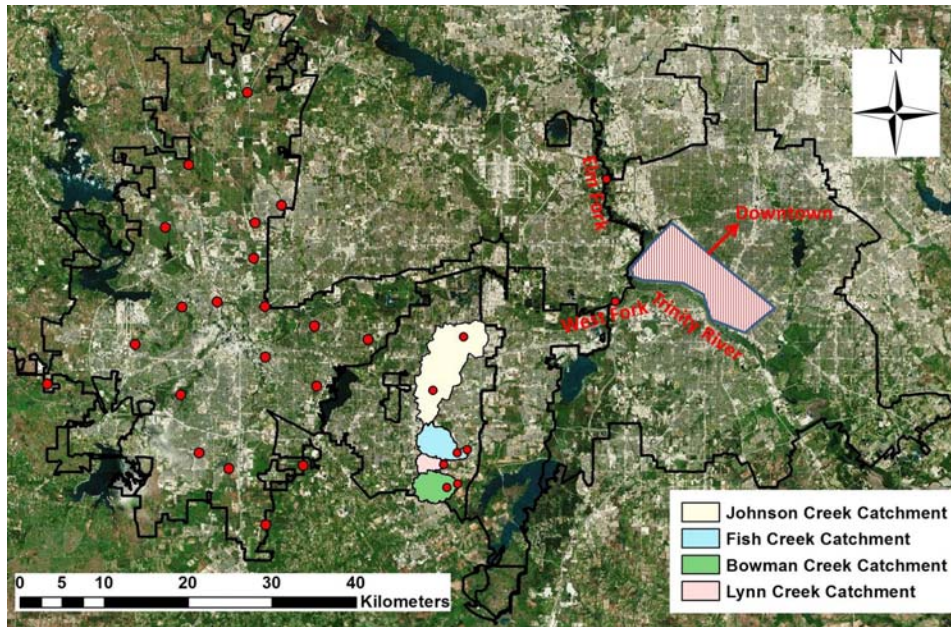 N
Elm Fork
Downtown
West Fork
Trinity River
Johnson Creek Catchment
Fish Creek Catchment
Bowman Creek Catchment
Lynn Creek Catchment
0 5 10 20 30 40
Kilometers